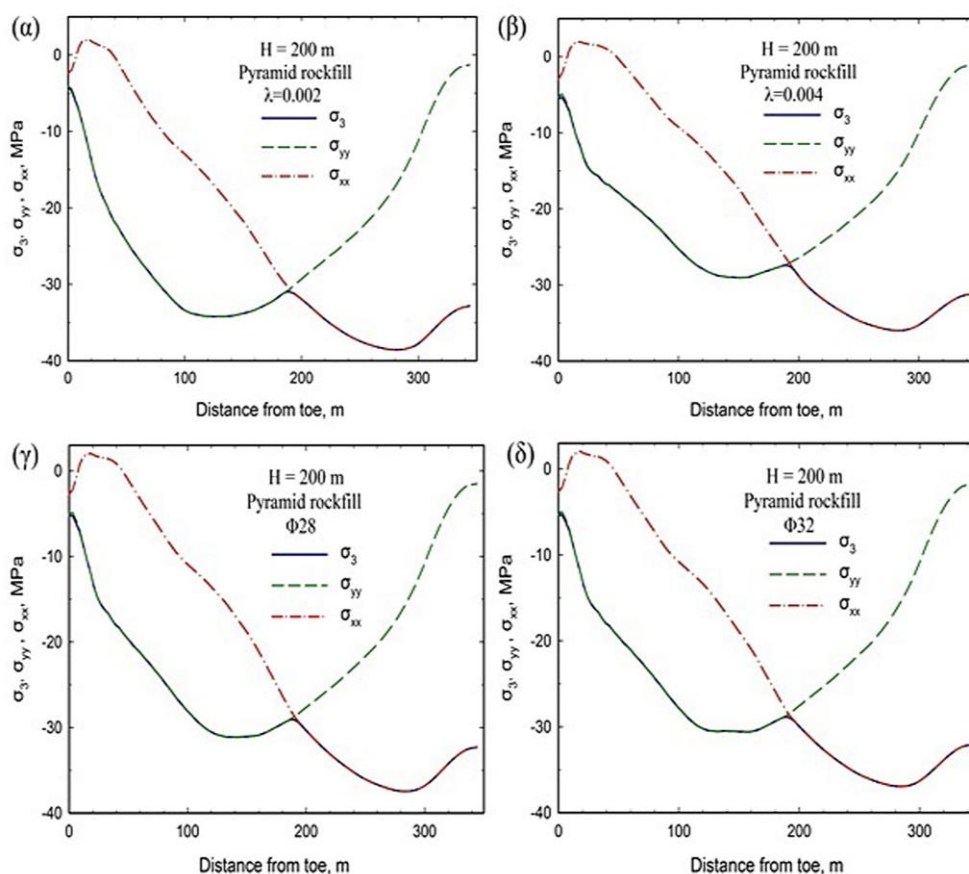 (α)
H = 200 m
Pyramid rockfill
λ=0.002
σ3
σyy
σxx
0
-10
-20
-30
-40
σ3, σyy , σxx, MPa
0 100 200 300
Distance from toe, m
(β)
H = 200 m
Pyramid rockfill
λ=0.004
σ3
σyy
σxx
0
-10
-20
-30
-40
σ3, σyy , σxx, MPa
0 100 200 300
Distance from toe, m
(γ)
H = 200 m
Pyramid rockfill
Φ28
σ3
σyy
σxx
0
-10
-20
-30
-40
σ3, σyy , σxx, MPa
0 100 200 300
Distance from toe, m
(δ)
H = 200 m
Pyramid rockfill
Φ32
σ3
σyy
σxx
0
-10
-20
-30
-40
σ3, σyy , σxx, MPa
0 100 200 300
Distance from toe, m